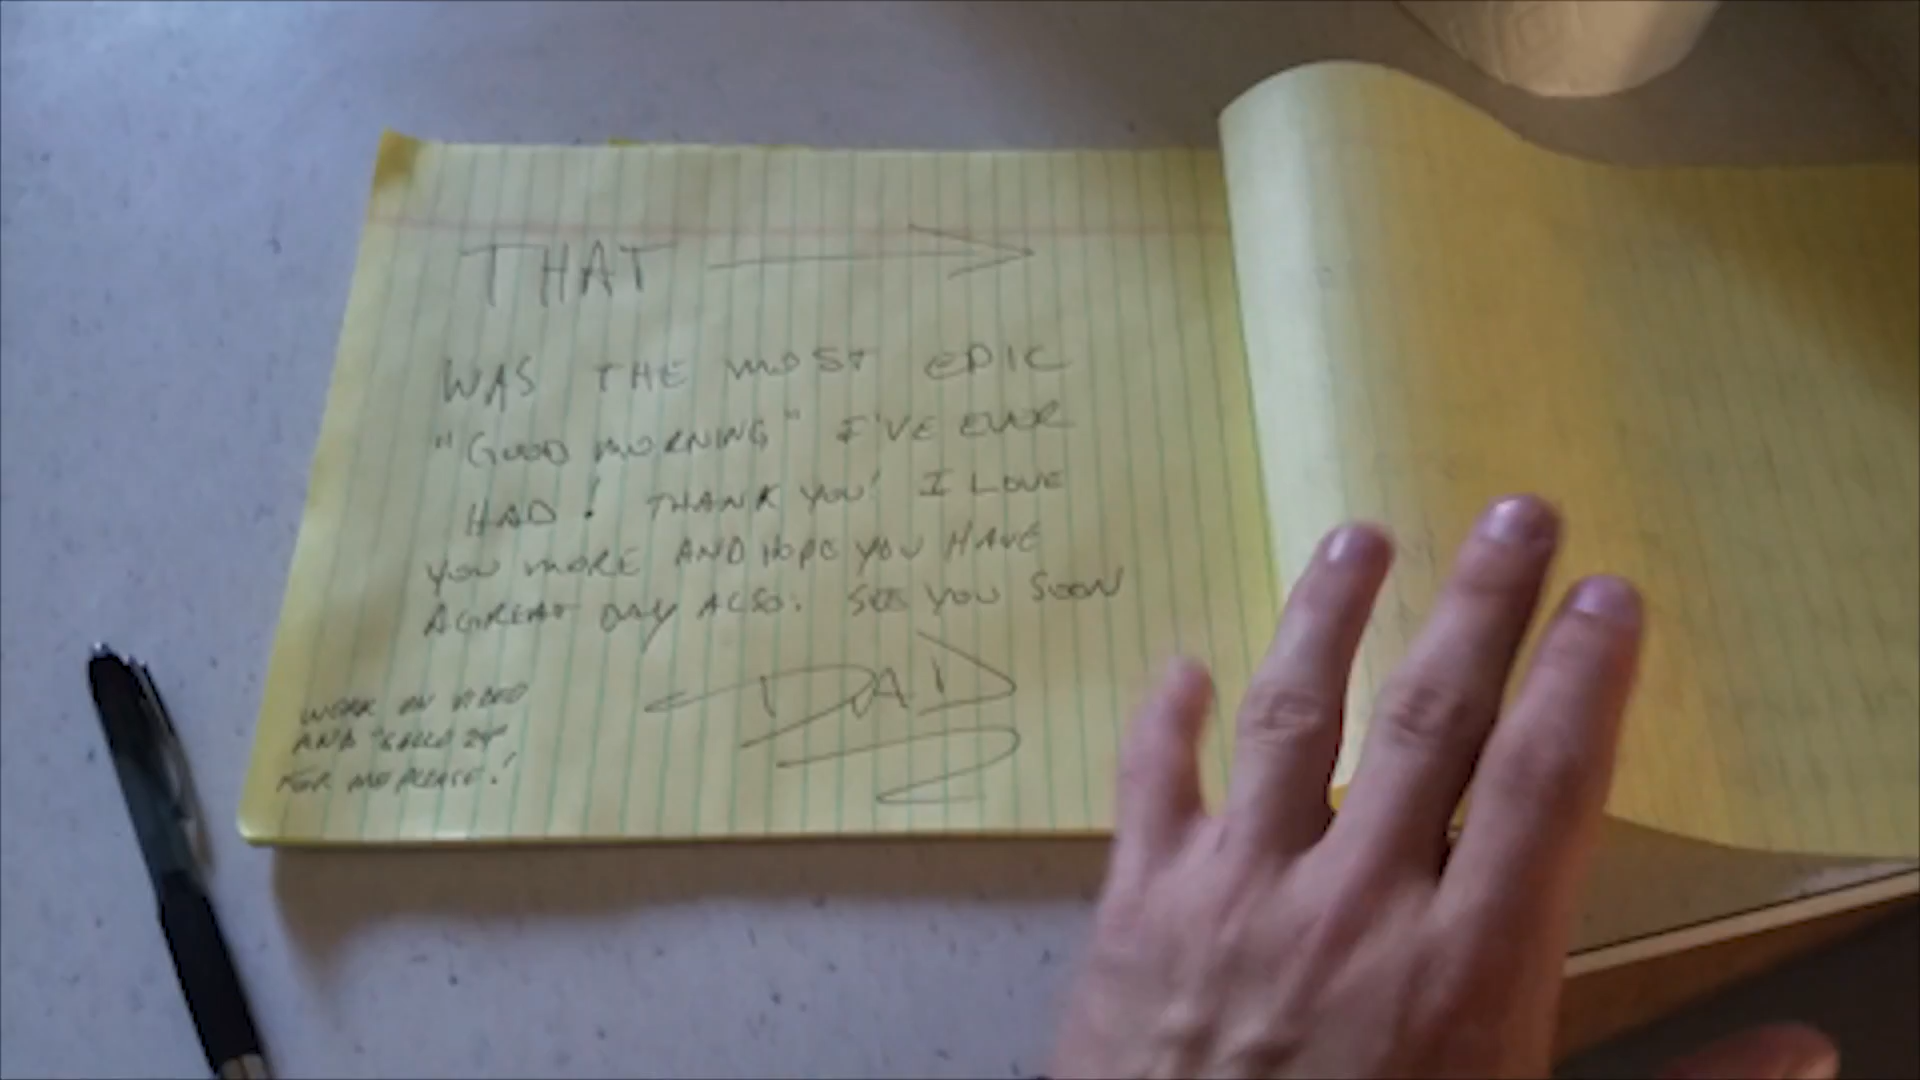 THAT
WAS THE MOST EPIC
"GOOD MORNING" I'VE EVER
HAD! THANK YOU! I LOVE
YOU MORE AND HOPE YOU HAVE
A GREAT DAY ALSO. SEE YOU SOON
DAD
WORK ON VIDEO
AND
FOR ME PLEASE!